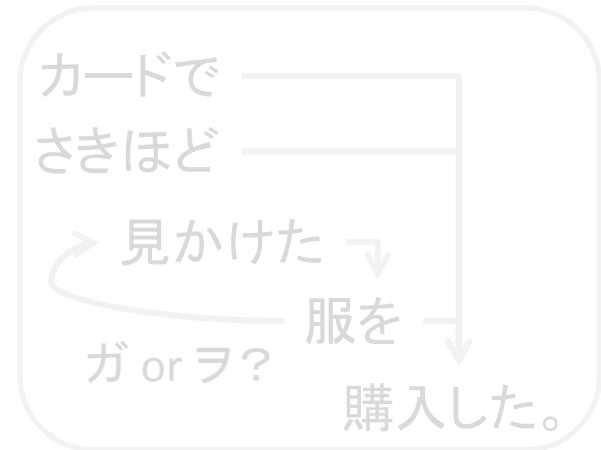 カードで
さきほど
見かけた
服を
ガ or ヲ？
購入した。